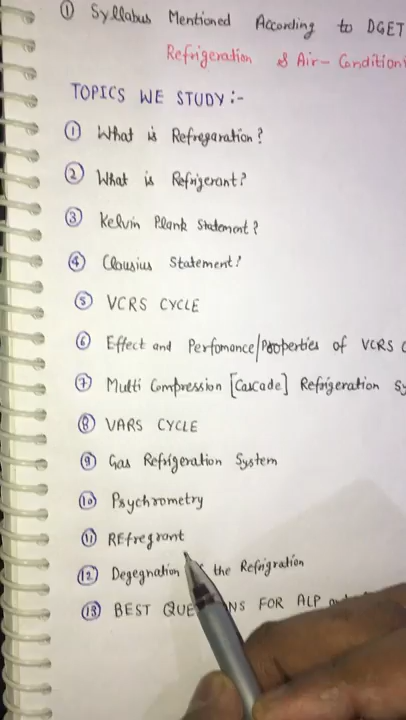 ① Syllabus Mentioned According to DGET
Refrigeration & Air-Condition
TOPICS WE STUDY :-
① What is Refregaration?
② What is Refrigerant?
③ Kelvin Plank Statement?
④ Clousius Statement?
⑤ VCRS CYCLE
⑥ Effect and Perfomance/Properties of VCRS C
⑦ Multi Compression [Cascade] Refrigeration Sy
⑧ VARS CYCLE
⑨ Gas Refrigeration System
⑩ Psychrometry
⑪ REfregrant
⑫ Degegnation the Refrigration
⑬ BEST QUE NS FOR ALP